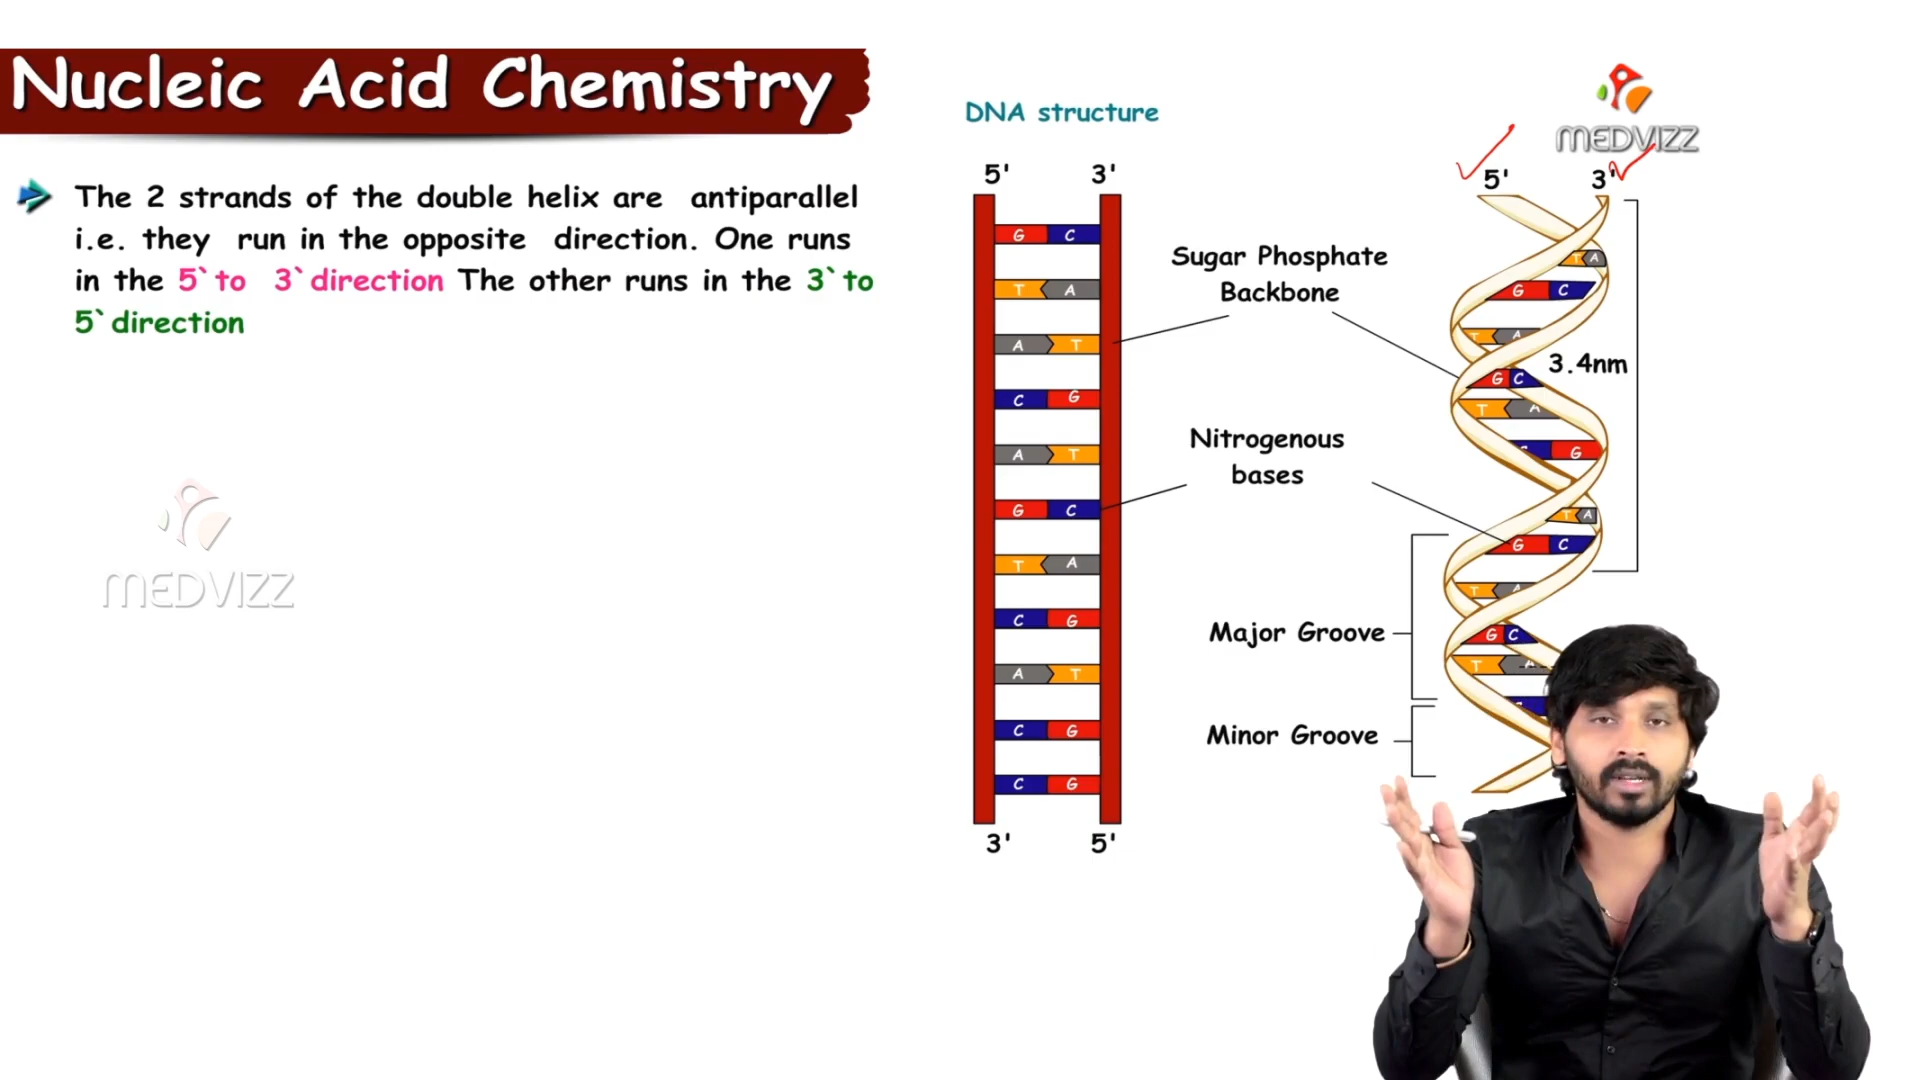 Nucleic Acid Chemistry
The 2 strands of the double helix are antiparallel
i.e. they run in the opposite direction. One runs
in the 5`to 3`direction The other runs in the 3`to
5`direction
MEDVIZZ
DNA structure
MEDVIZZ
5' 3'
G C
T A
A T
C G
A T
G C
T A
C G
A T
C G
C G
3' 5'
Sugar Phosphate
Backbone
Nitrogenous
bases
Major Groove
Minor Groove
5' 3'
T A
G C
T A
3.4nm
G C
T A
G
T A
G C
T A
G C
T A